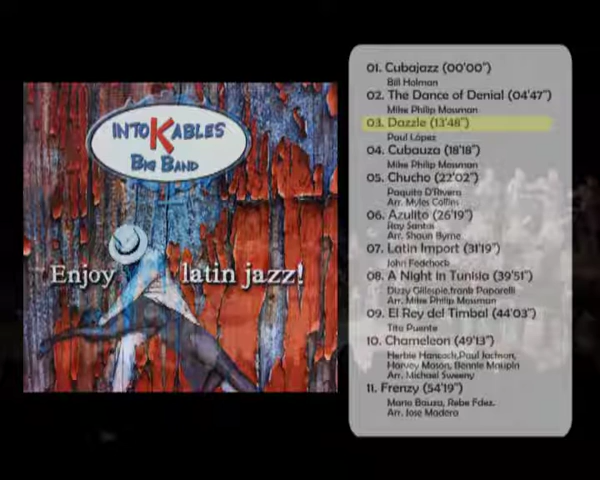 INTOKABLES
BIG BAND
Enjoy latin jazz!
01. Cubajazz (00'00")
Bill Holman
02. The Dance of Denial (04'47")
Mike Philip Mosman
03. Dazzle (13'48")
Paul López
04. Cubauza (18'18")
Mike Philip Mosman
05. Chucho (22'02")
Paquito D'Rivera
Arr. Myles Collins
06. Azulito (26'19")
Ray Santos
Arr. Shaun Byrne
07. Latin Import (31'19")
John Fedchock
08. A Night in Tunisia (39'51")
Dizzy Gillespie,frank Paparelli
Arr. Mike Philip Mosman
09. El Rey del Timbal (44'03")
Tito Puente
10. Chameleon (49'13")
Herbie Hancock,Paul Jackson,
Harvey Mason, Bennie Maupin
Arr. Michael Sweeny
11. Frenzy (54'19")
Mario Bauza, Bebe Fdez.
Arr. Jose Madera